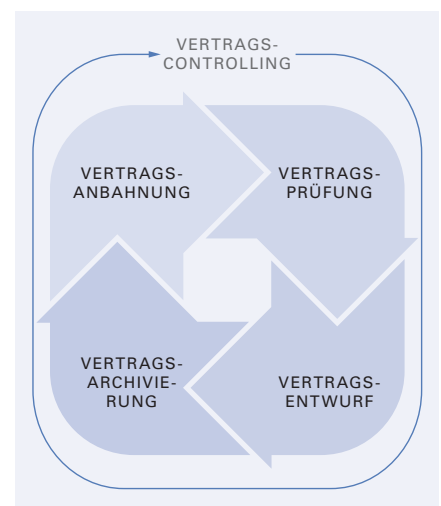 VERTRAGS-
CONTROLLING
VERTRAGS-
ANBAHNUNG
VERTRAGS-
PRÜFUNG
VERTRAGS-
ARCHIVIE-
RUNG
VERTRAGS-
ENTWURF